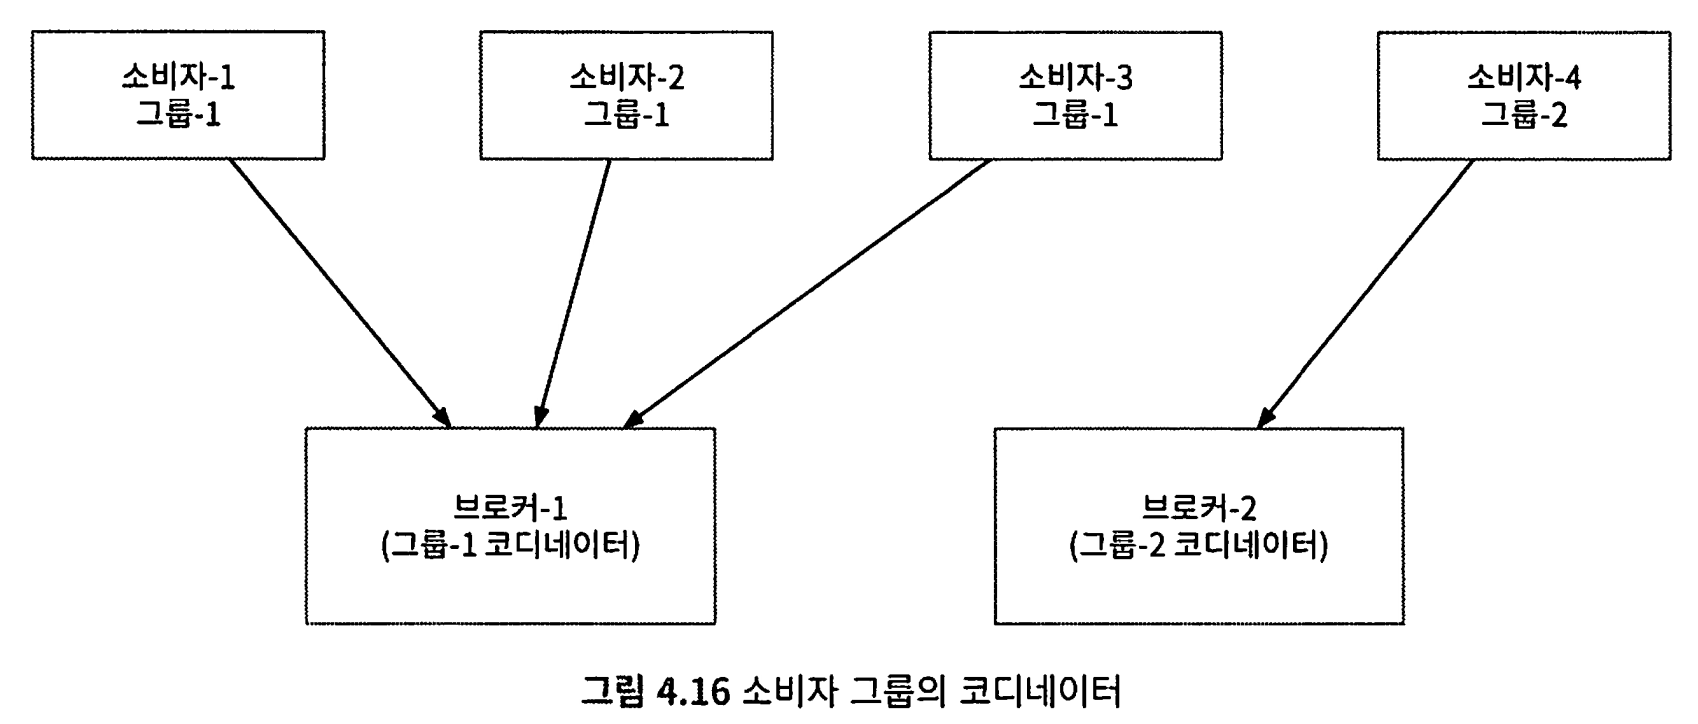 소비자-1
그룹-1
소비자-2
그룹-1
소비자-3
그룹-1
소비자-4
그룹-2
브로커-1
(그룹-1 코디네이터)
브로커-2
(그룹-2 코디네이터)
그림 4.16 소비자 그룹의 코디네이터